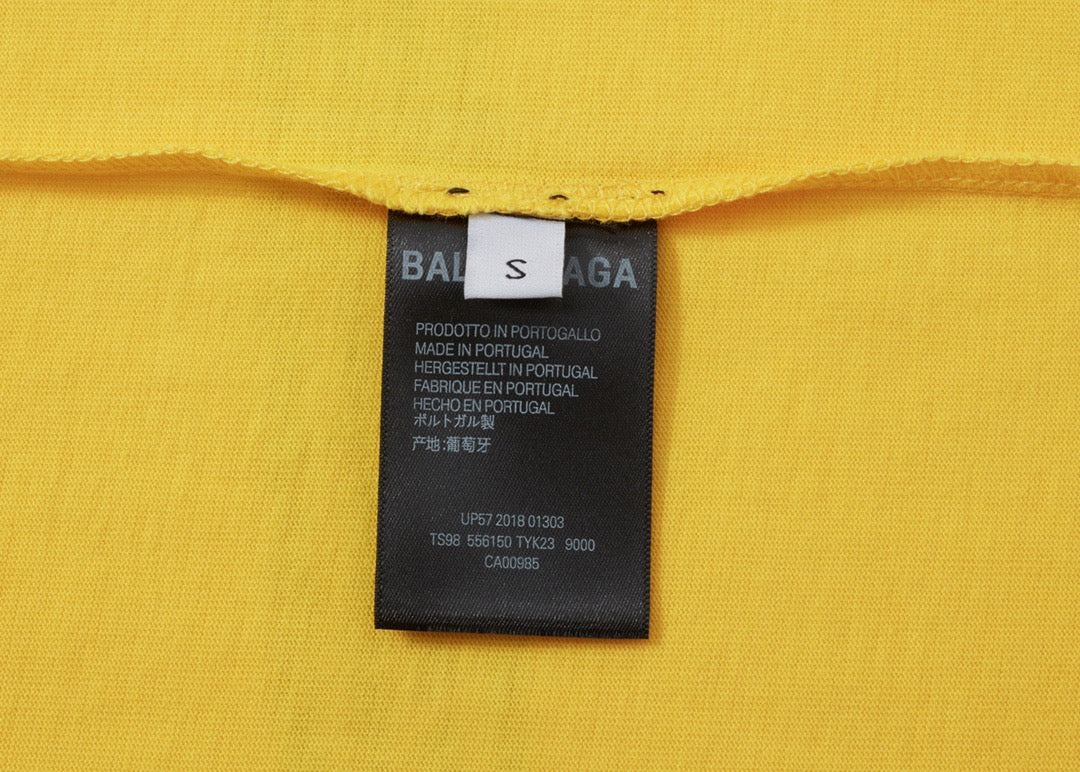 BAL AGA
S
PRODOTTO IN PORTOGALLO
MADE IN PORTUGAL
HERGESTELLT IN PORTUGAL
FABRIQUE EN PORTUGAL
HECHO EN PORTUGAL
ポルトガル製
产地:葡萄牙
UP57 2018 01303
TS98 556150 TYK23 9000
CA00985